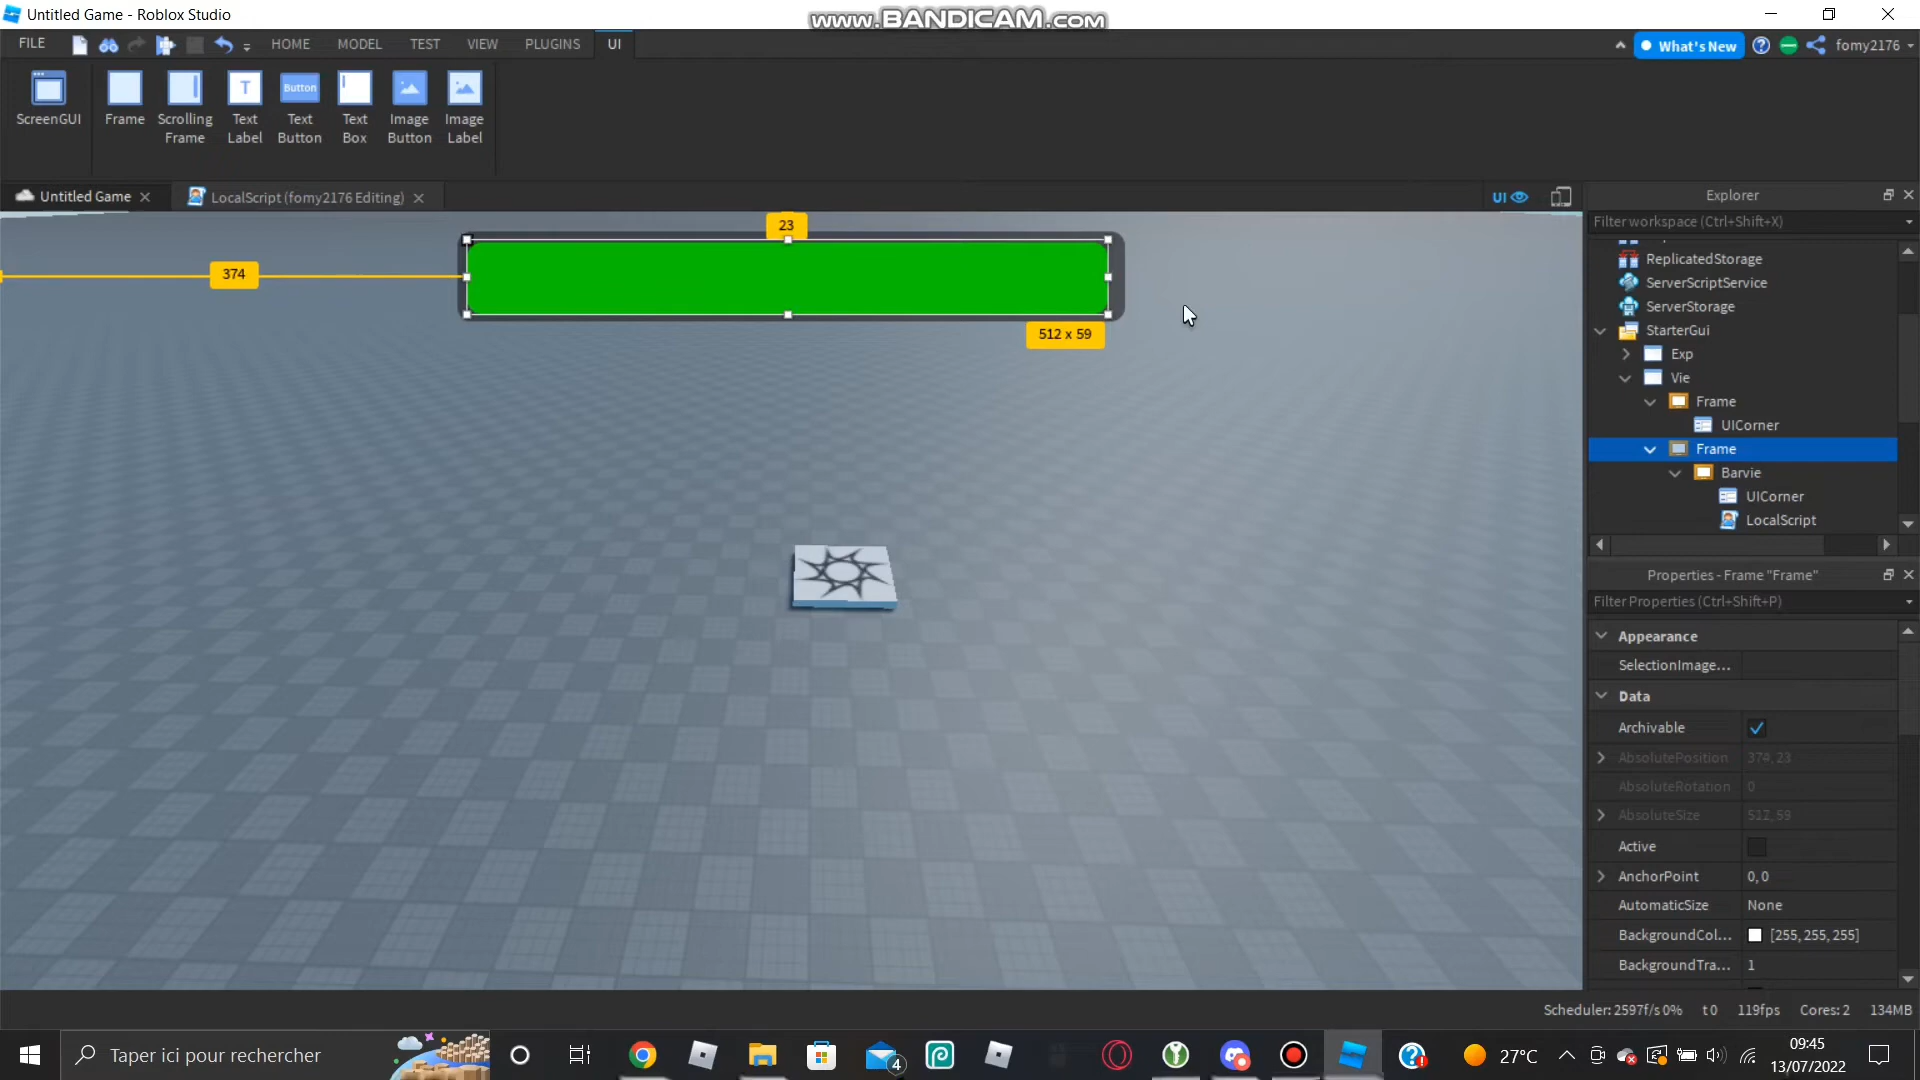 Untitled Game - Roblox Studio
www.BANDICAM.com
FILE
HOME
MODEL
TEST
VIEW
PLUGINS
UI
What's New
fomy2176
ScreenGUI
Frame
Scrolling Frame
T
Text Label
Button
Text Button
Text Box
Image Button
Image Label
Untitled Game
LocalScript (fomy2176 Editing)
UI
23
374
512 x 59
Explorer
Filter workspace (Ctrl+Shift+X)
ReplicatedStorage
ServerScriptService
ServerStorage
StarterGui
Exp
Vie
Frame
UICorner
Frame
Barvie
UICorner
LocalScript
Properties - Frame "Frame"
Filter Properties (Ctrl+Shift+P)
Appearance
SelectionImage...
Data
Archivable
AbsolutePosition 374, 23
AbsoluteRotation 0
AbsoluteSize 512, 59
Active
AnchorPoint 0, 0
AutomaticSize None
BackgroundCol... [255, 255, 255]
BackgroundTra... 1
Scheduler: 2597f/s 0% t 0 119fps Cores: 2 134MB
Taper ici pour rechercher
4
27°C
09:45
13/07/2022